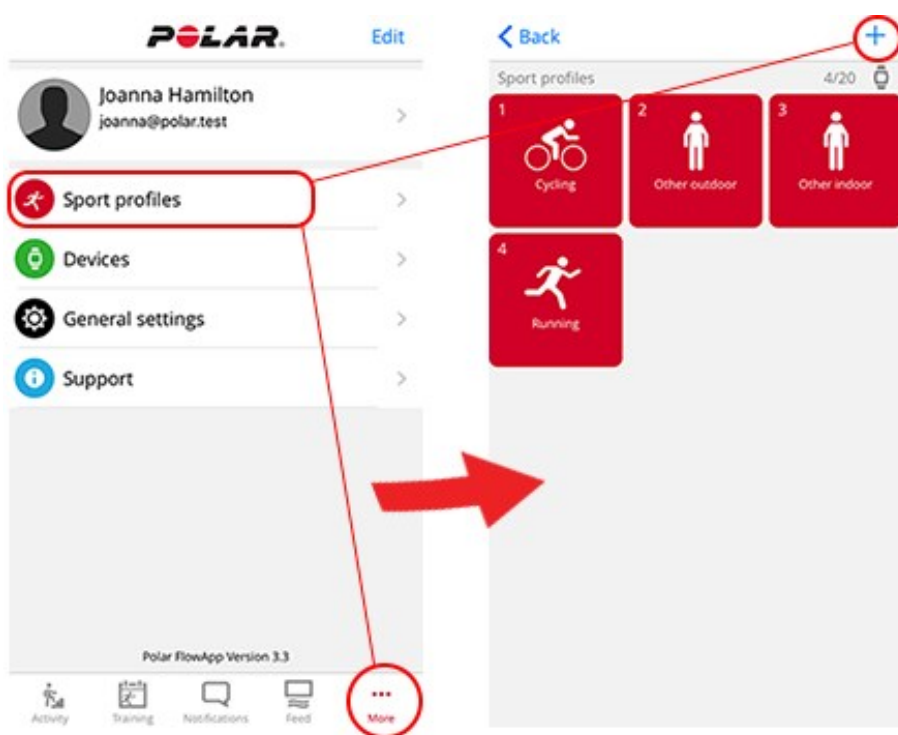 POLAR.
Edit
Joanna Hamilton
joanna@polar.test
Sport profiles
Devices
General settings
Support
Polar FlowApp Version 3.3
Activity
Training
Notifications
Feed
More
Back
Sport profiles
4/20
1
Cycling
2
Other outdoor
3
Other indoor
4
Running